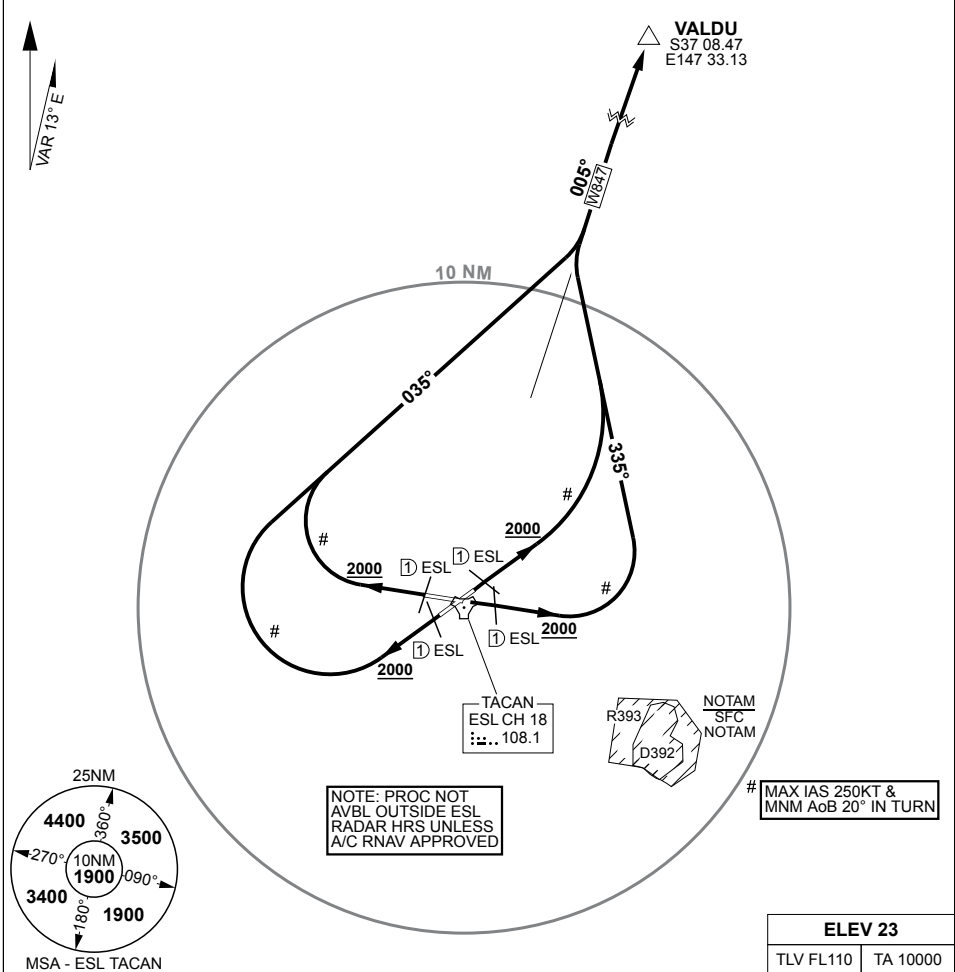 VALDU
S37 08.47
E147 33.13
VAR 13° E
005°
W847
10 NM
035°
335°
#
2000
1 ESL
1 ESL
#
2000
#
#
1 ESL
2000
1 ESL
2000
TACAN
ESL CH 18
108.1
R393
D392
NOTAM
SFC
NOTAM
# MAX IAS 250KT &
MNM AoB 20° IN TURN
NOTE: PROC NOT
AVBL OUTSIDE ESL
RADAR HRS UNLESS
A/C RNAV APPROVED
25NM
4400
360°
3500
270°
10NM
1900
090°
3400
180°
1900
MSA - ESL TACAN
ELEV 23
TLV FL110 TA 10000